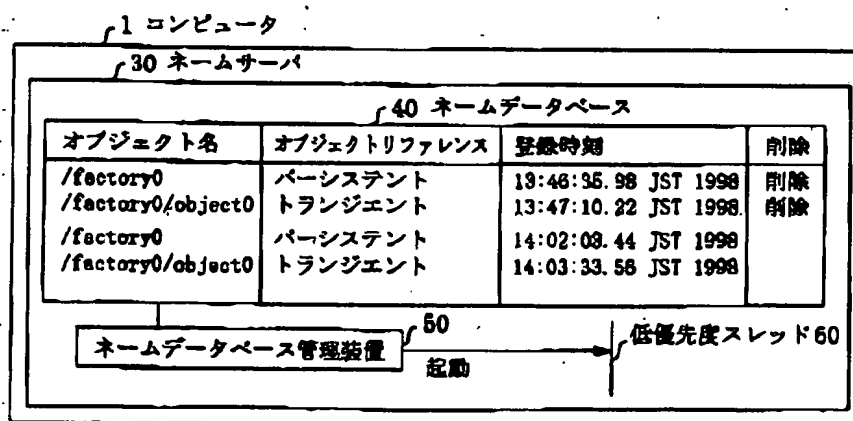 1 コンピュータ
30 ネームサーバ
40 ネームデータベース
オブジェクト名 オブジェクトリファレンス 登録時刻 削除
/factory0 パーシステント 13:46:35.98 JST 1998 削除
/factory0/object0 トランジエント 13:47:10.22 JST 1998 削除
/factory0 パーシステント 14:02:03.44 JST 1998
/factory0/object0 トランジエント 14:03:33.56 JST 1998
ネームデータベース管理装置 50
起動
低優先度スレッド60